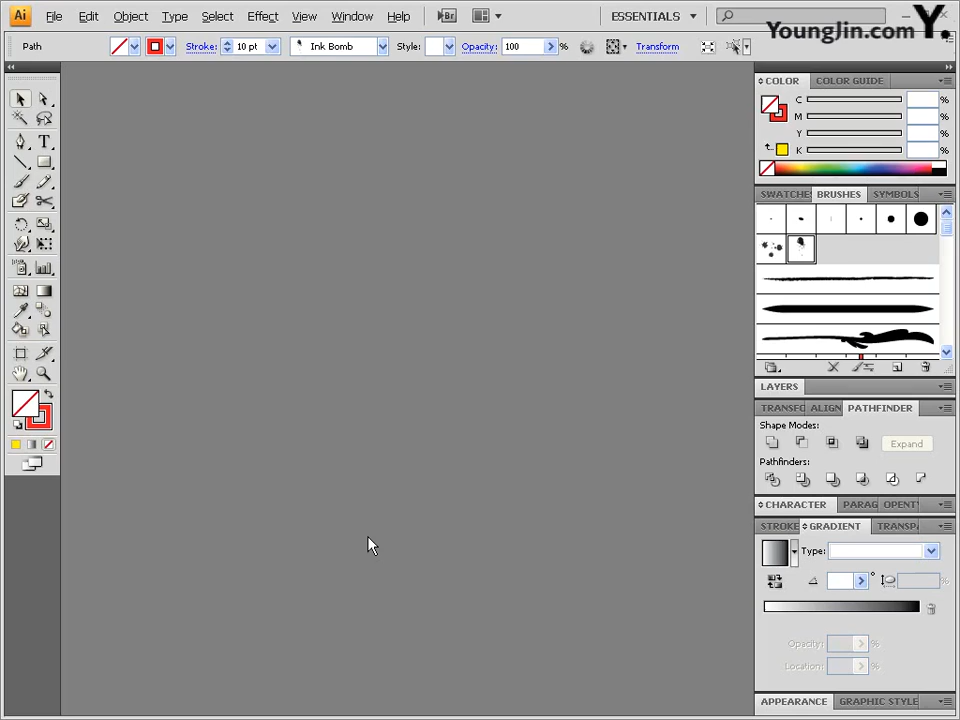 Ai File Edit Object Type Select Effect View Window Help Br ESSENTIALS
YoungJin.com Y.
Path Stroke: 10 pt Ink Bomb Style: Opacity: 100 % Transform
COLOR COLOR GUIDE
C %
M %
Y %
K %
SWATCHE BRUSHES SYMBOLS
LAYERS
TRANSFO ALIGN PATHFINDER
Shape Modes:
Expand
Pathfinders:
CHARACTER PARAG OPENT
STROKE GRADIENT TRANSPA
Type:
° %
Opacity: %
Location: %
APPEARANCE GRAPHIC STYLE
T